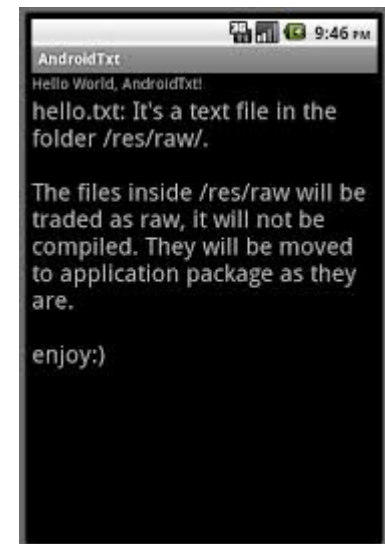 9:46 PM
AndroidTxt
Hello World, AndroidTxt!
hello.txt: It's a text file in the
folder /res/raw/.
The files inside /res/raw will be
traded as raw, it will not be
compiled. They will be moved
to application package as they
are.
enjoy:)